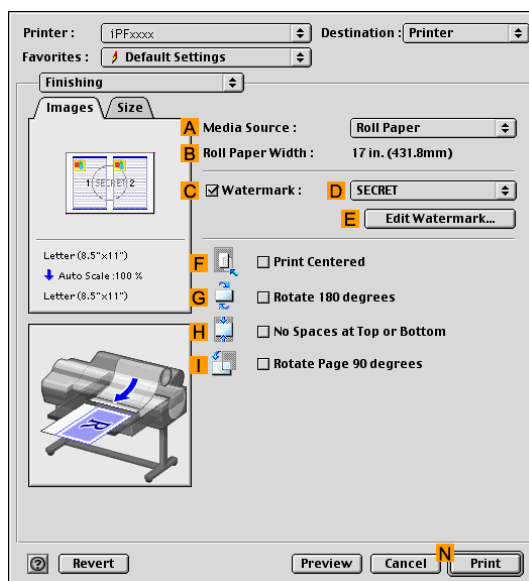 Printer : iPFxxxx Destination : Printer
Favorites : Default Settings
Finishing
Images Size
A Media Source : Roll Paper
B Roll Paper Width : 17 in. (431.8mm)
1 SECRET 2
C Watermark : D SECRET
E Edit Watermark...
Letter (8.5"x11")
Auto Scale :100 %
Letter (8.5"x11")
F Print Centered
G Rotate 180 degrees
H No Spaces at Top or Bottom
I Rotate Page 90 degrees
R
? Revert Preview Cancel N Print